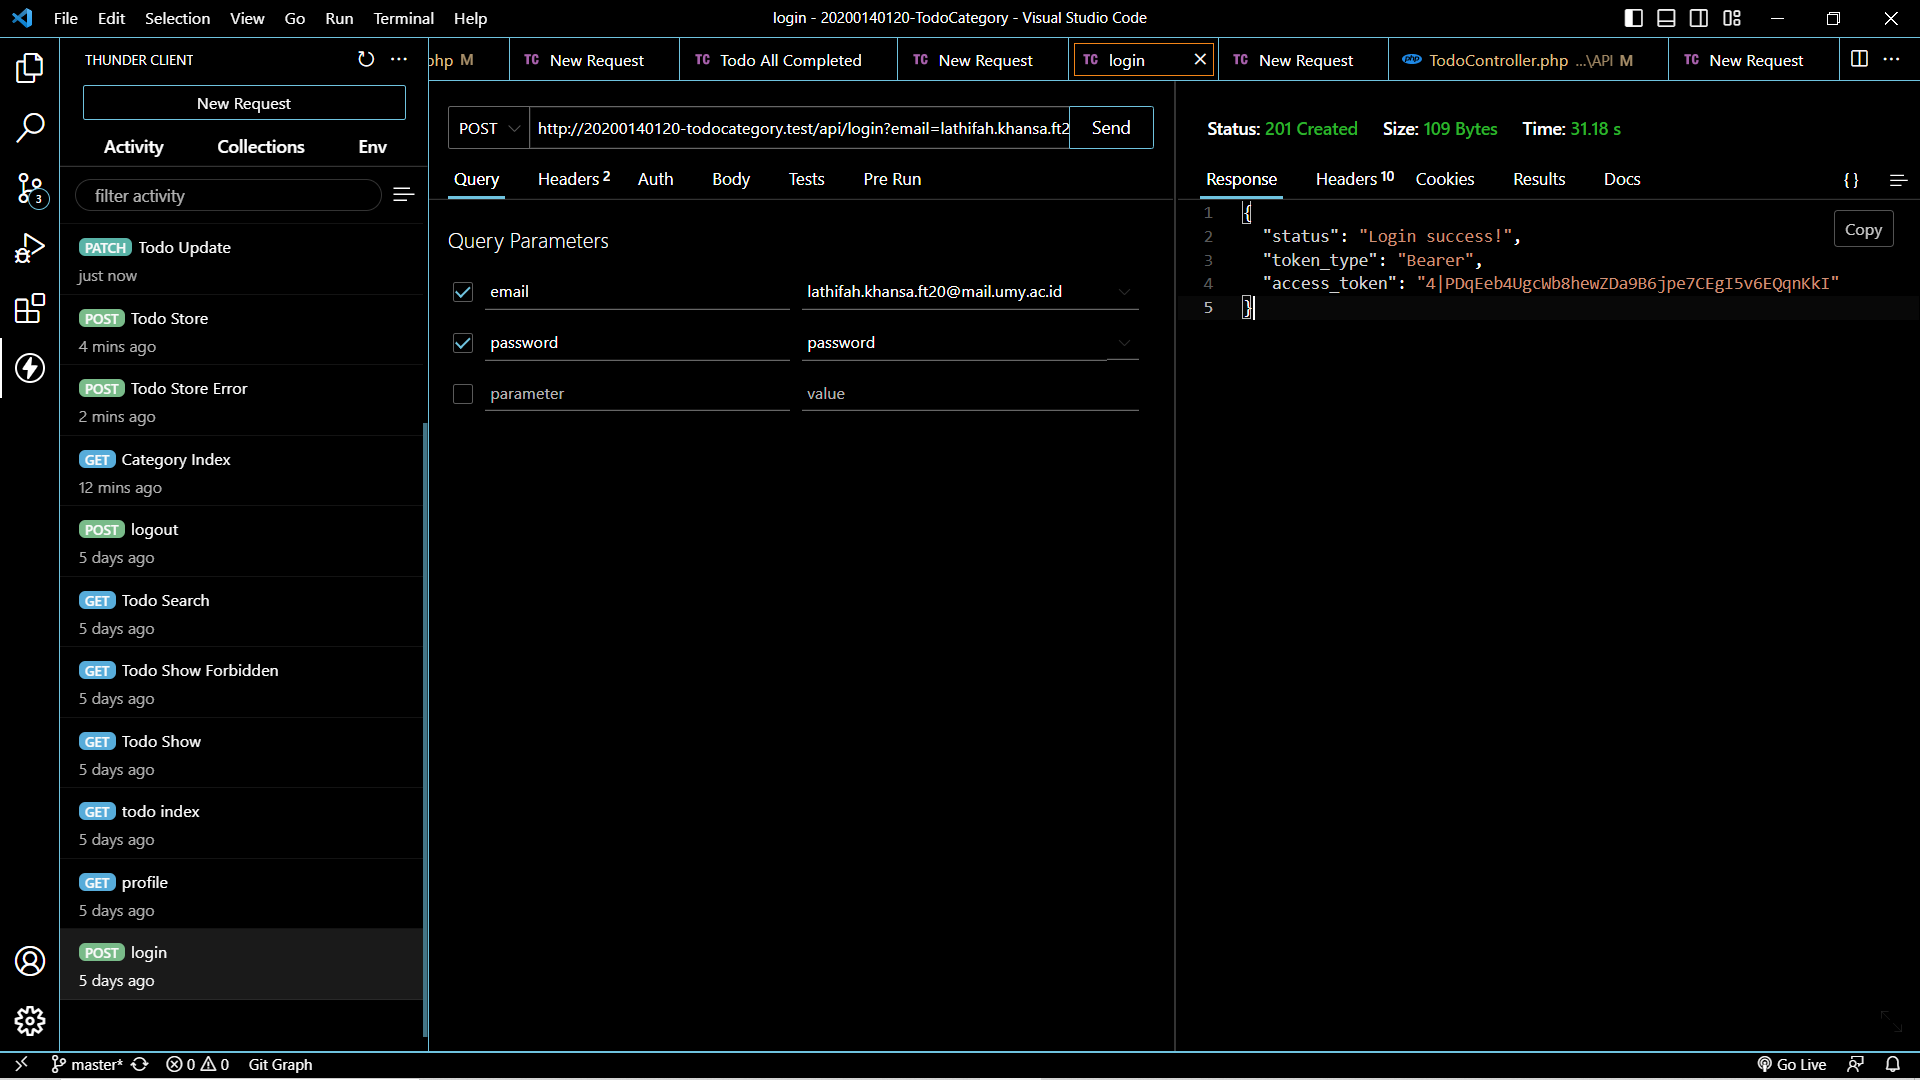 File Edit Selection View Go Run Terminal Help
login - 20200140120-TodoCategory - Visual Studio Code
THUNDER CLIENT
php M
TC New Request
TC Todo All Completed
TC New Request
TC login
TC New Request
php TodoController.php ...\API M
TC New Request
New Request
Activity Collections Env
filter activity
PATCH Todo Update
just now
POST Todo Store
4 mins ago
POST Todo Store Error
2 mins ago
GET Category Index
12 mins ago
POST logout
5 days ago
GET Todo Search
5 days ago
GET Todo Show Forbidden
5 days ago
GET Todo Show
5 days ago
GET todo index
5 days ago
GET profile
5 days ago
POST login
5 days ago
3
POST http://20200140120-todocategory.test/api/login?email=lathifah.khansa.ft2 Send
Query Headers 2 Auth Body Tests Pre Run
Query Parameters
email lathifah.khansa.ft20@mail.umy.ac.id
password password
parameter value
Status: 201 Created Size: 109 Bytes Time: 31.18 s
Response Headers 10 Cookies Results Docs {}
Copy
1 {
2 "status": "Login success!",
3 "token_type": "Bearer",
4 "access_token": "4|PDqEeb4UgcWb8hewZDa9B6jpe7CEgI5v6EQqnKkI"
5 }
master* 0 0 Git Graph
Go Live